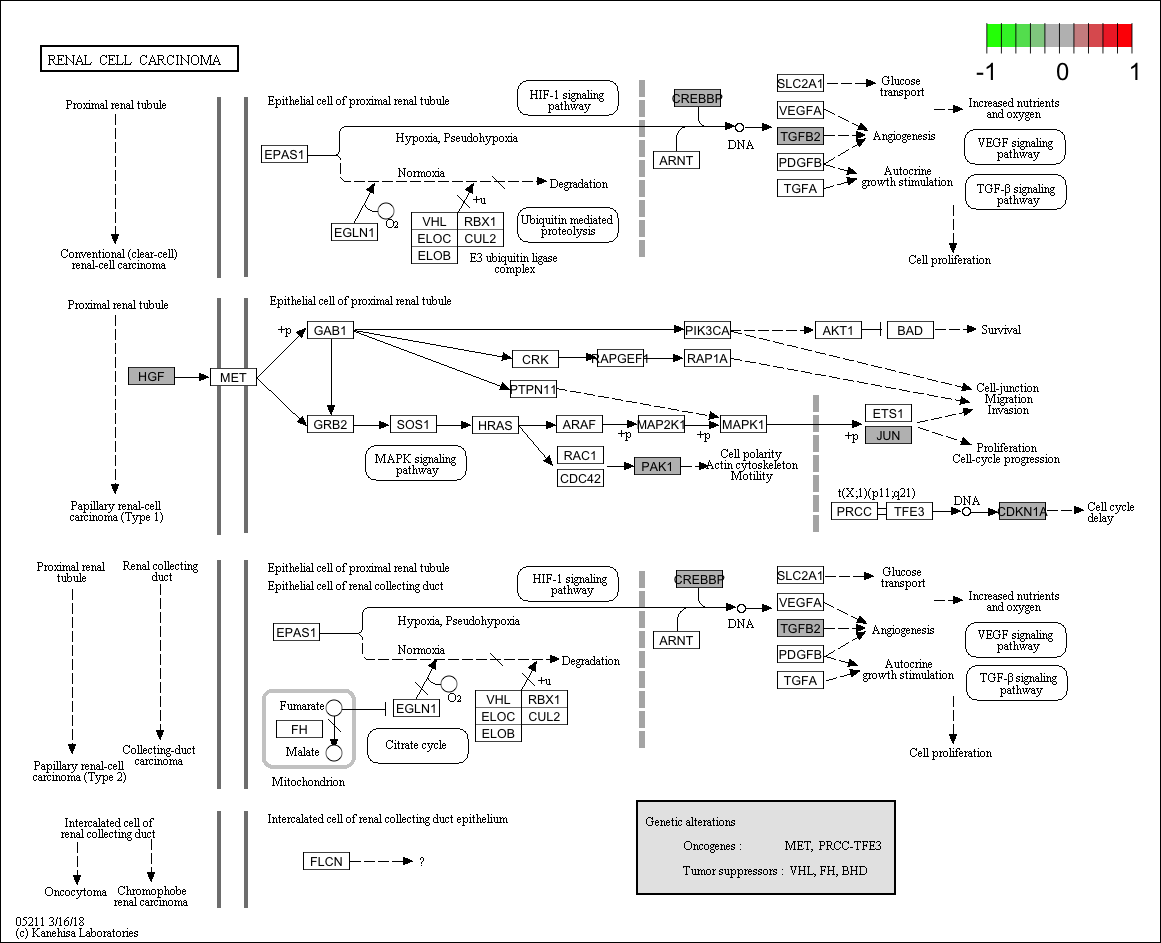 RENAL CELL CARCINOMA
-1 0 1
Proximal renal tubule
Epithelial cell of proximal renal tubule
HIF-1 signaling
pathway
CREBBP
SLC2A1
Glucose
transport
VEGFA
Increased nutrients
and oxygen
Hypoxia, Pseudohypoxia
DNA
TGFB2
Angiogenesis
VEGF signaling
pathway
EPAS1
ARNT
PDGFB
Autocrine
growth stimulation
Normoxia
Degradation
TGFA
TGF-β signaling
pathway
+u
O2
EGLN1
VHL RBX1
ELOC CUL2
ELOB
Ubiquitin mediated
proteolysis
E3 ubiquitin ligase
complex
Conventional (clear-cell)
renal-cell carcinoma
Cell proliferation
Proximal renal tubule
Epithelial cell of proximal renal tubule
+p
GAB1
PIK3CA
AKT1
BAD
Survival
CRK
RAPGEF1
RAP1A
HGF
MET
PTPN11
Cell-junction
Migration
Invasion
GRB2
SOS1
HRAS
ARAF
+p
MAP2K1
+p
MAPK1
+p
ETS1
JUN
Proliferation
Cell-cycle progression
MAPK signaling
pathway
RAC1
CDC42
PAK1
Cell polarity
Actin cytoskeleton
Motility
Papillary renal-cell
carcinoma (Type 1)
t(X;1)(p11;q21)
PRCC
TFE3
DNA
CDKN1A
Cell cycle
delay
Proximal renal
tubule
Renal collecting
duct
Epithelial cell of proximal renal tubule
Epithelial cell of renal collecting duct
HIF-1 signaling
pathway
CREBBP
SLC2A1
Glucose
transport
VEGFA
Increased nutrients
and oxygen
Hypoxia, Pseudohypoxia
DNA
TGFB2
Angiogenesis
VEGF signaling
pathway
EPAS1
ARNT
PDGFB
Autocrine
growth stimulation
Normoxia
Degradation
TGFA
TGF-β signaling
pathway
+u
O2
Fumarate
EGLN1
VHL RBX1
ELOC CUL2
ELOB
FH
Malate
Citrate cycle
Mitochondrion
Papillary renal-cell
carcinoma (Type 2)
Collecting-duct
carcinoma
Cell proliferation
Intercalated cell of
renal collecting duct
Intercalated cell of renal collecting duct epithelium
FLCN
?
Oncocytoma
Chromophobe
renal carcinoma
Genetic alterations
Oncogenes : MET, PRCC-TFE3
Tumor suppressors : VHL, FH, BHD
05211 3/16/18
(c) Kanehisa Laboratories